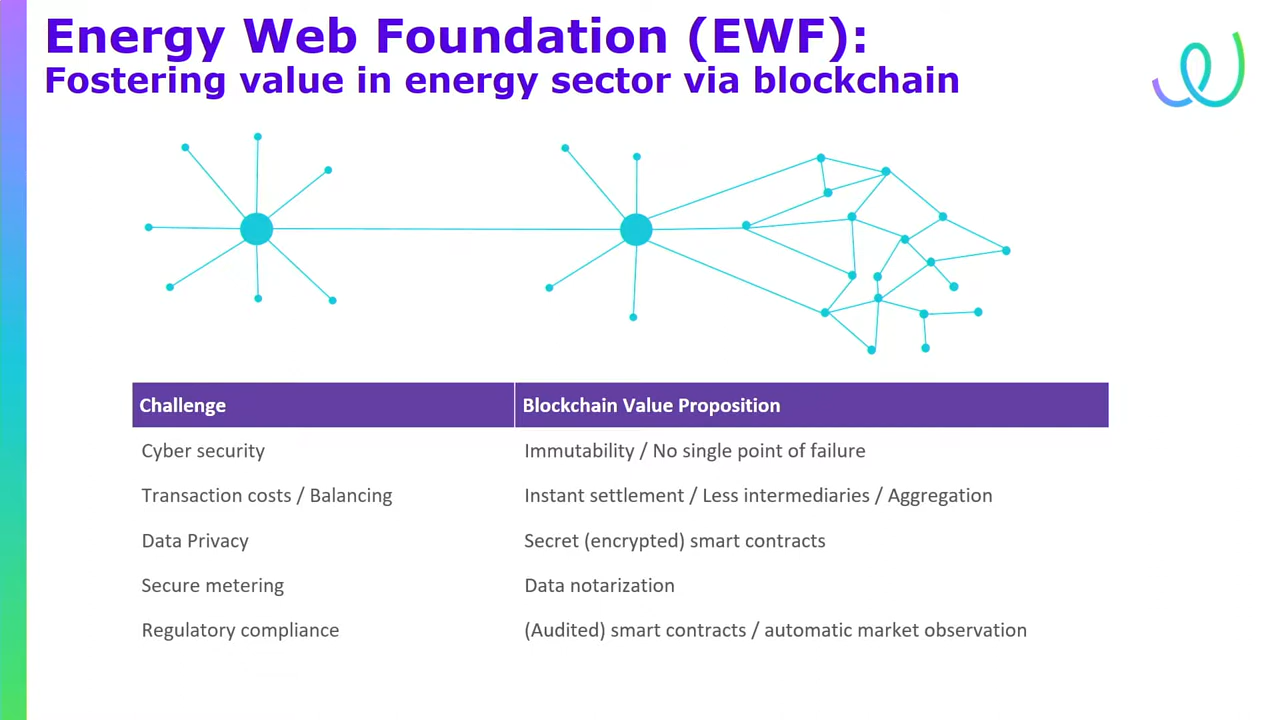 Energy Web Foundation (EWF):
Fostering value in energy sector via blockchain
Challenge
Blockchain Value Proposition
Cyber security
Immutability / No single point of failure
Transaction costs / Balancing
Instant settlement / Less intermediaries / Aggregation
Data Privacy
Secret (encrypted) smart contracts
Secure metering
Data notarization
Regulatory compliance
(Audited) smart contracts / automatic market observation